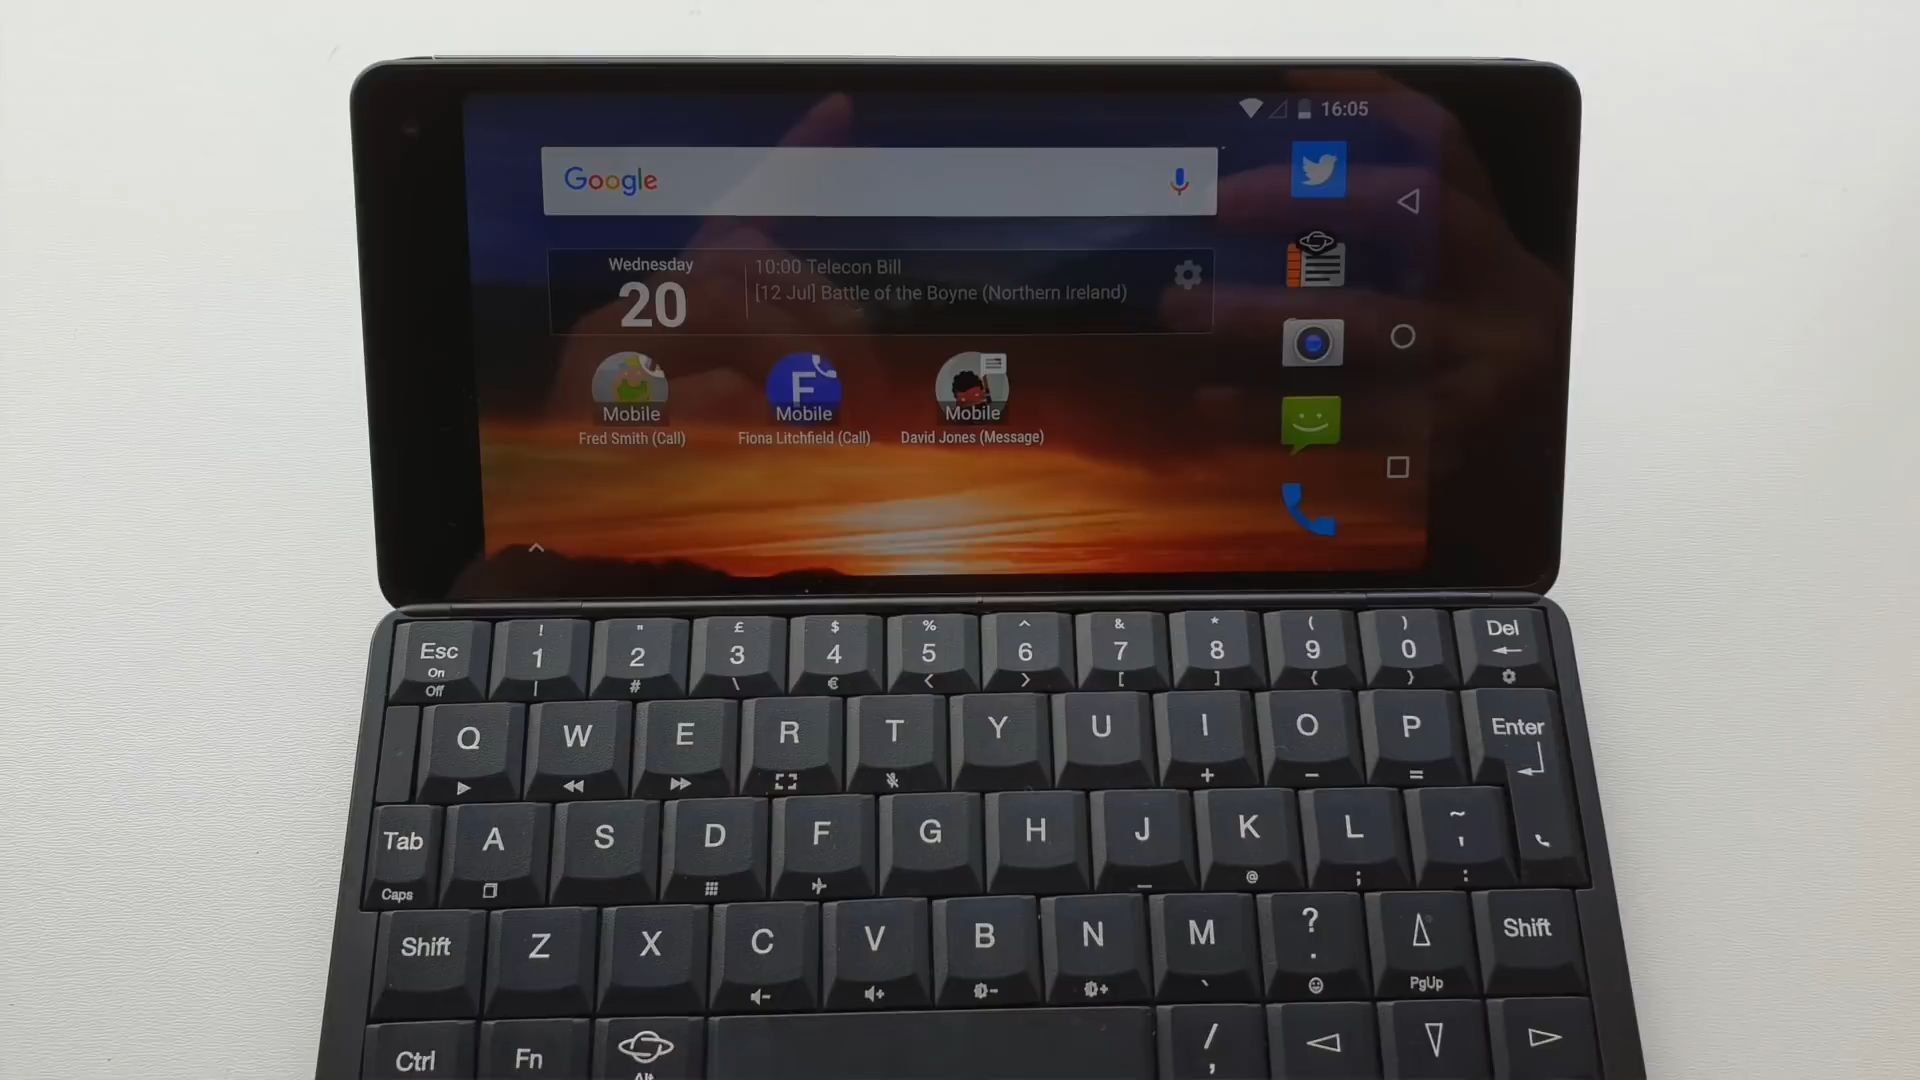 16:05
Google
Wednesday
20
10:00 Telecon Bill
[12 Jul] Battle of the Boyne (Northern Ireland)
F
Mobile Mobile Mobile
Fred Smith (Call) Fiona Litchfield (Call) David Jones (Message)
! " £ $ % ^ & * ( ) Del
Esc 1 2 3 4 5 6 7 8 9 0
On
Off | # \ € < > [ ] { }
Q W E R T Y U I O P Enter
+ – =
Tab A S D F G H J K L ~ '
Caps _ @ ; :
Shift Z X C V B N M ? . Shift
- + - + ` PgUp
Ctrl Fn / ,
Alt